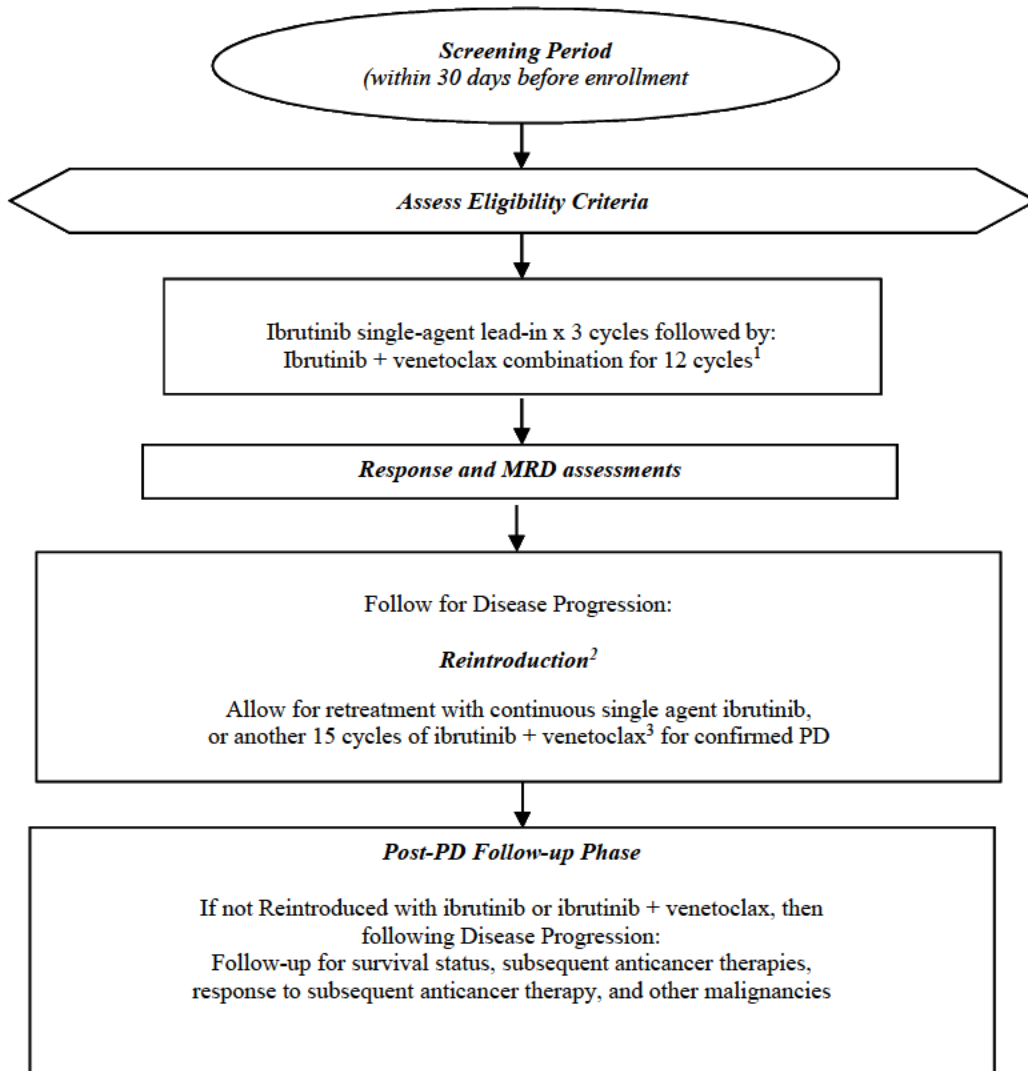 Screening Period
(within 30 days before enrollment
Assess Eligibility Criteria
Ibrutinib single-agent lead-in x 3 cycles followed by:
Ibrutinib + venetoclax combination for 12 cycles¹
Response and MRD assessments
Follow for Disease Progression:
Reintroduction²
Allow for retreatment with continuous single agent ibrutinib,
or another 15 cycles of ibrutinib + venetoclax³ for confirmed PD
Post-PD Follow-up Phase
If not Reintroduced with ibrutinib or ibrutinib + venetoclax, then
following Disease Progression:
Follow-up for survival status, subsequent anticancer therapies,
response to subsequent anticancer therapy, and other malignancies